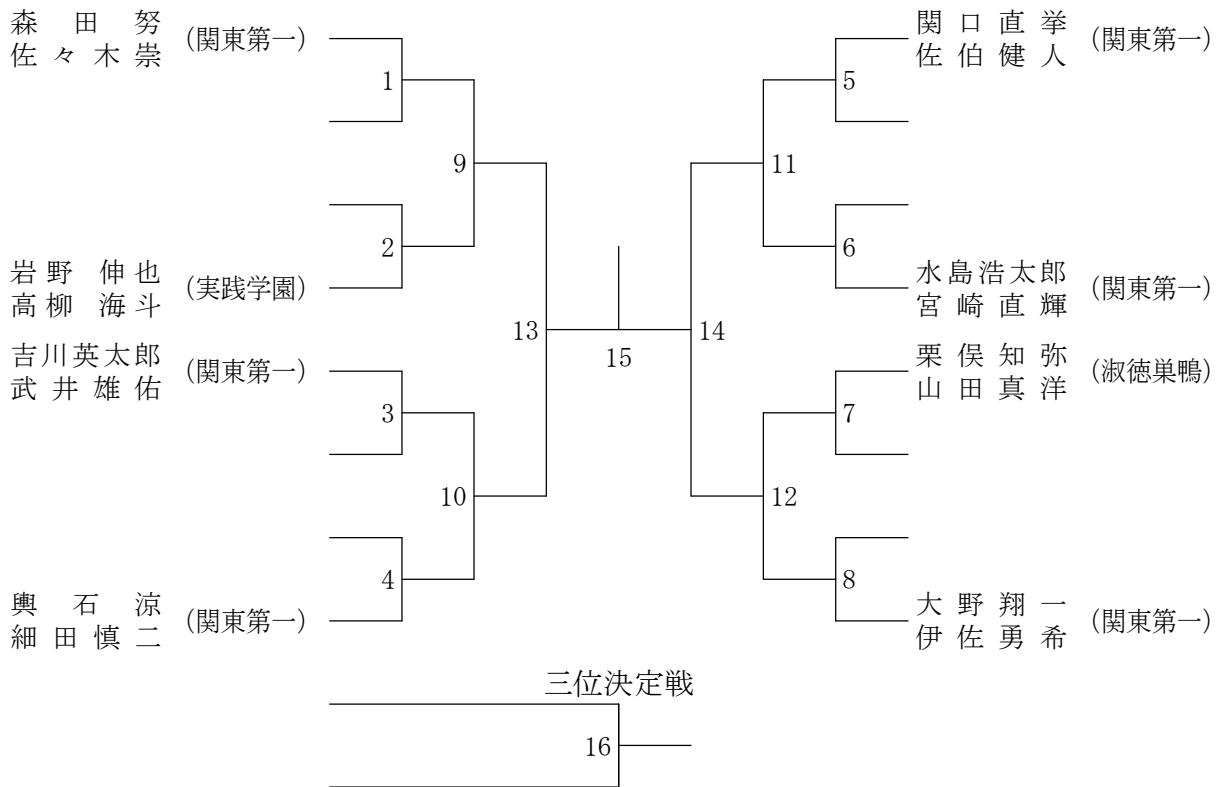 森田努
佐々木崇
(関東第一)
1
9
2
岩野 伸也
高柳 海斗
(実践学園)
13
吉川英太郎
武井雄佑
(関東第一)
3
10
4
輿石涼
細田慎二
(関東第一)
15
関口直挙
佐伯健人
(関東第一)
5
11
6
水島浩太郎
宮崎直輝
(関東第一)
14
栗俣知弥
山田真洋
(淑徳巣鴨)
7
12
8
大野翔一
伊佐勇希
(関東第一)
三位決定戦
16